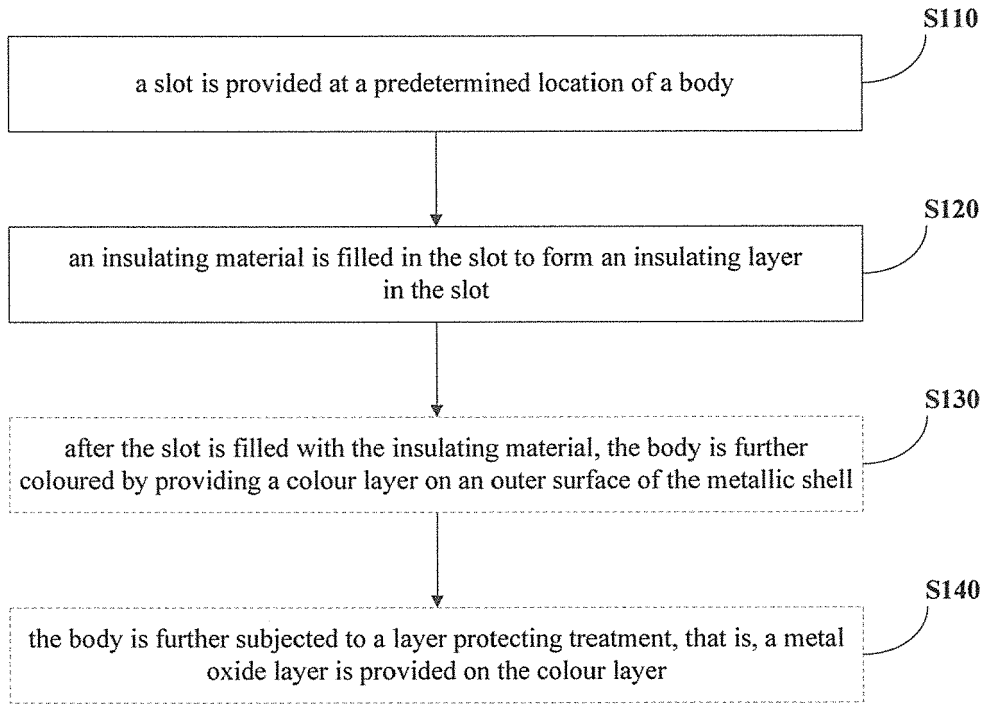 S110
a slot is provided at a predetermined location of a body
S120
an insulating material is filled in the slot to form an insulating layer
in the slot
S130
after the slot is filled with the insulating material, the body is further
coloured by providing a colour layer on an outer surface of the metallic shell
S140
the body is further subjected to a layer protecting treatment, that is, a metal
oxide layer is provided on the colour layer